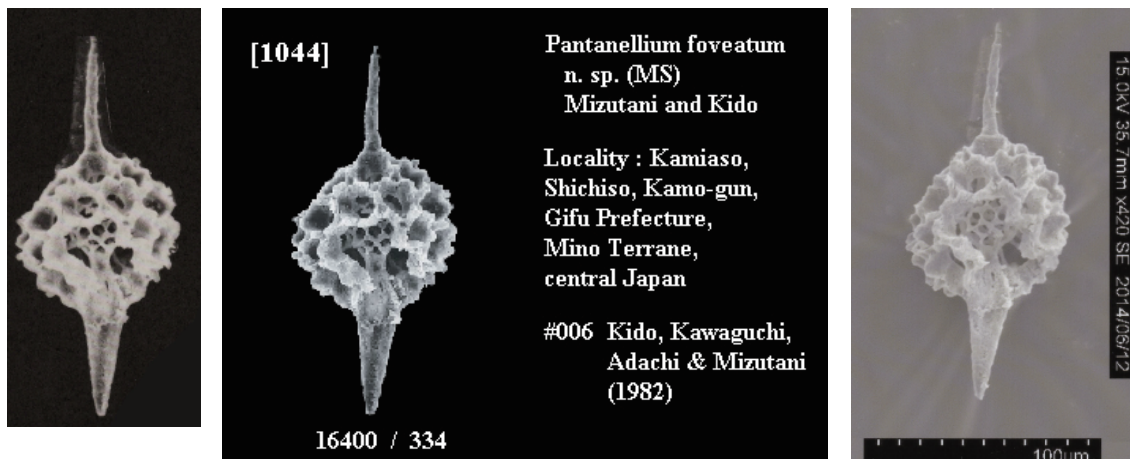 [1044]
Pantanellium foveatum
n. sp. (MS)
Mizutani and Kido
Locality : Kamiaso,
Shichiso, Kamo-gun,
Gifu Prefecture,
Mino Terrane,
central Japan
#006 Kido, Kawaguchi,
Adachi & Mizutani
(1982)
16400 / 334
15.0kV 35.7mm x420 SE 2014/06/12
100um